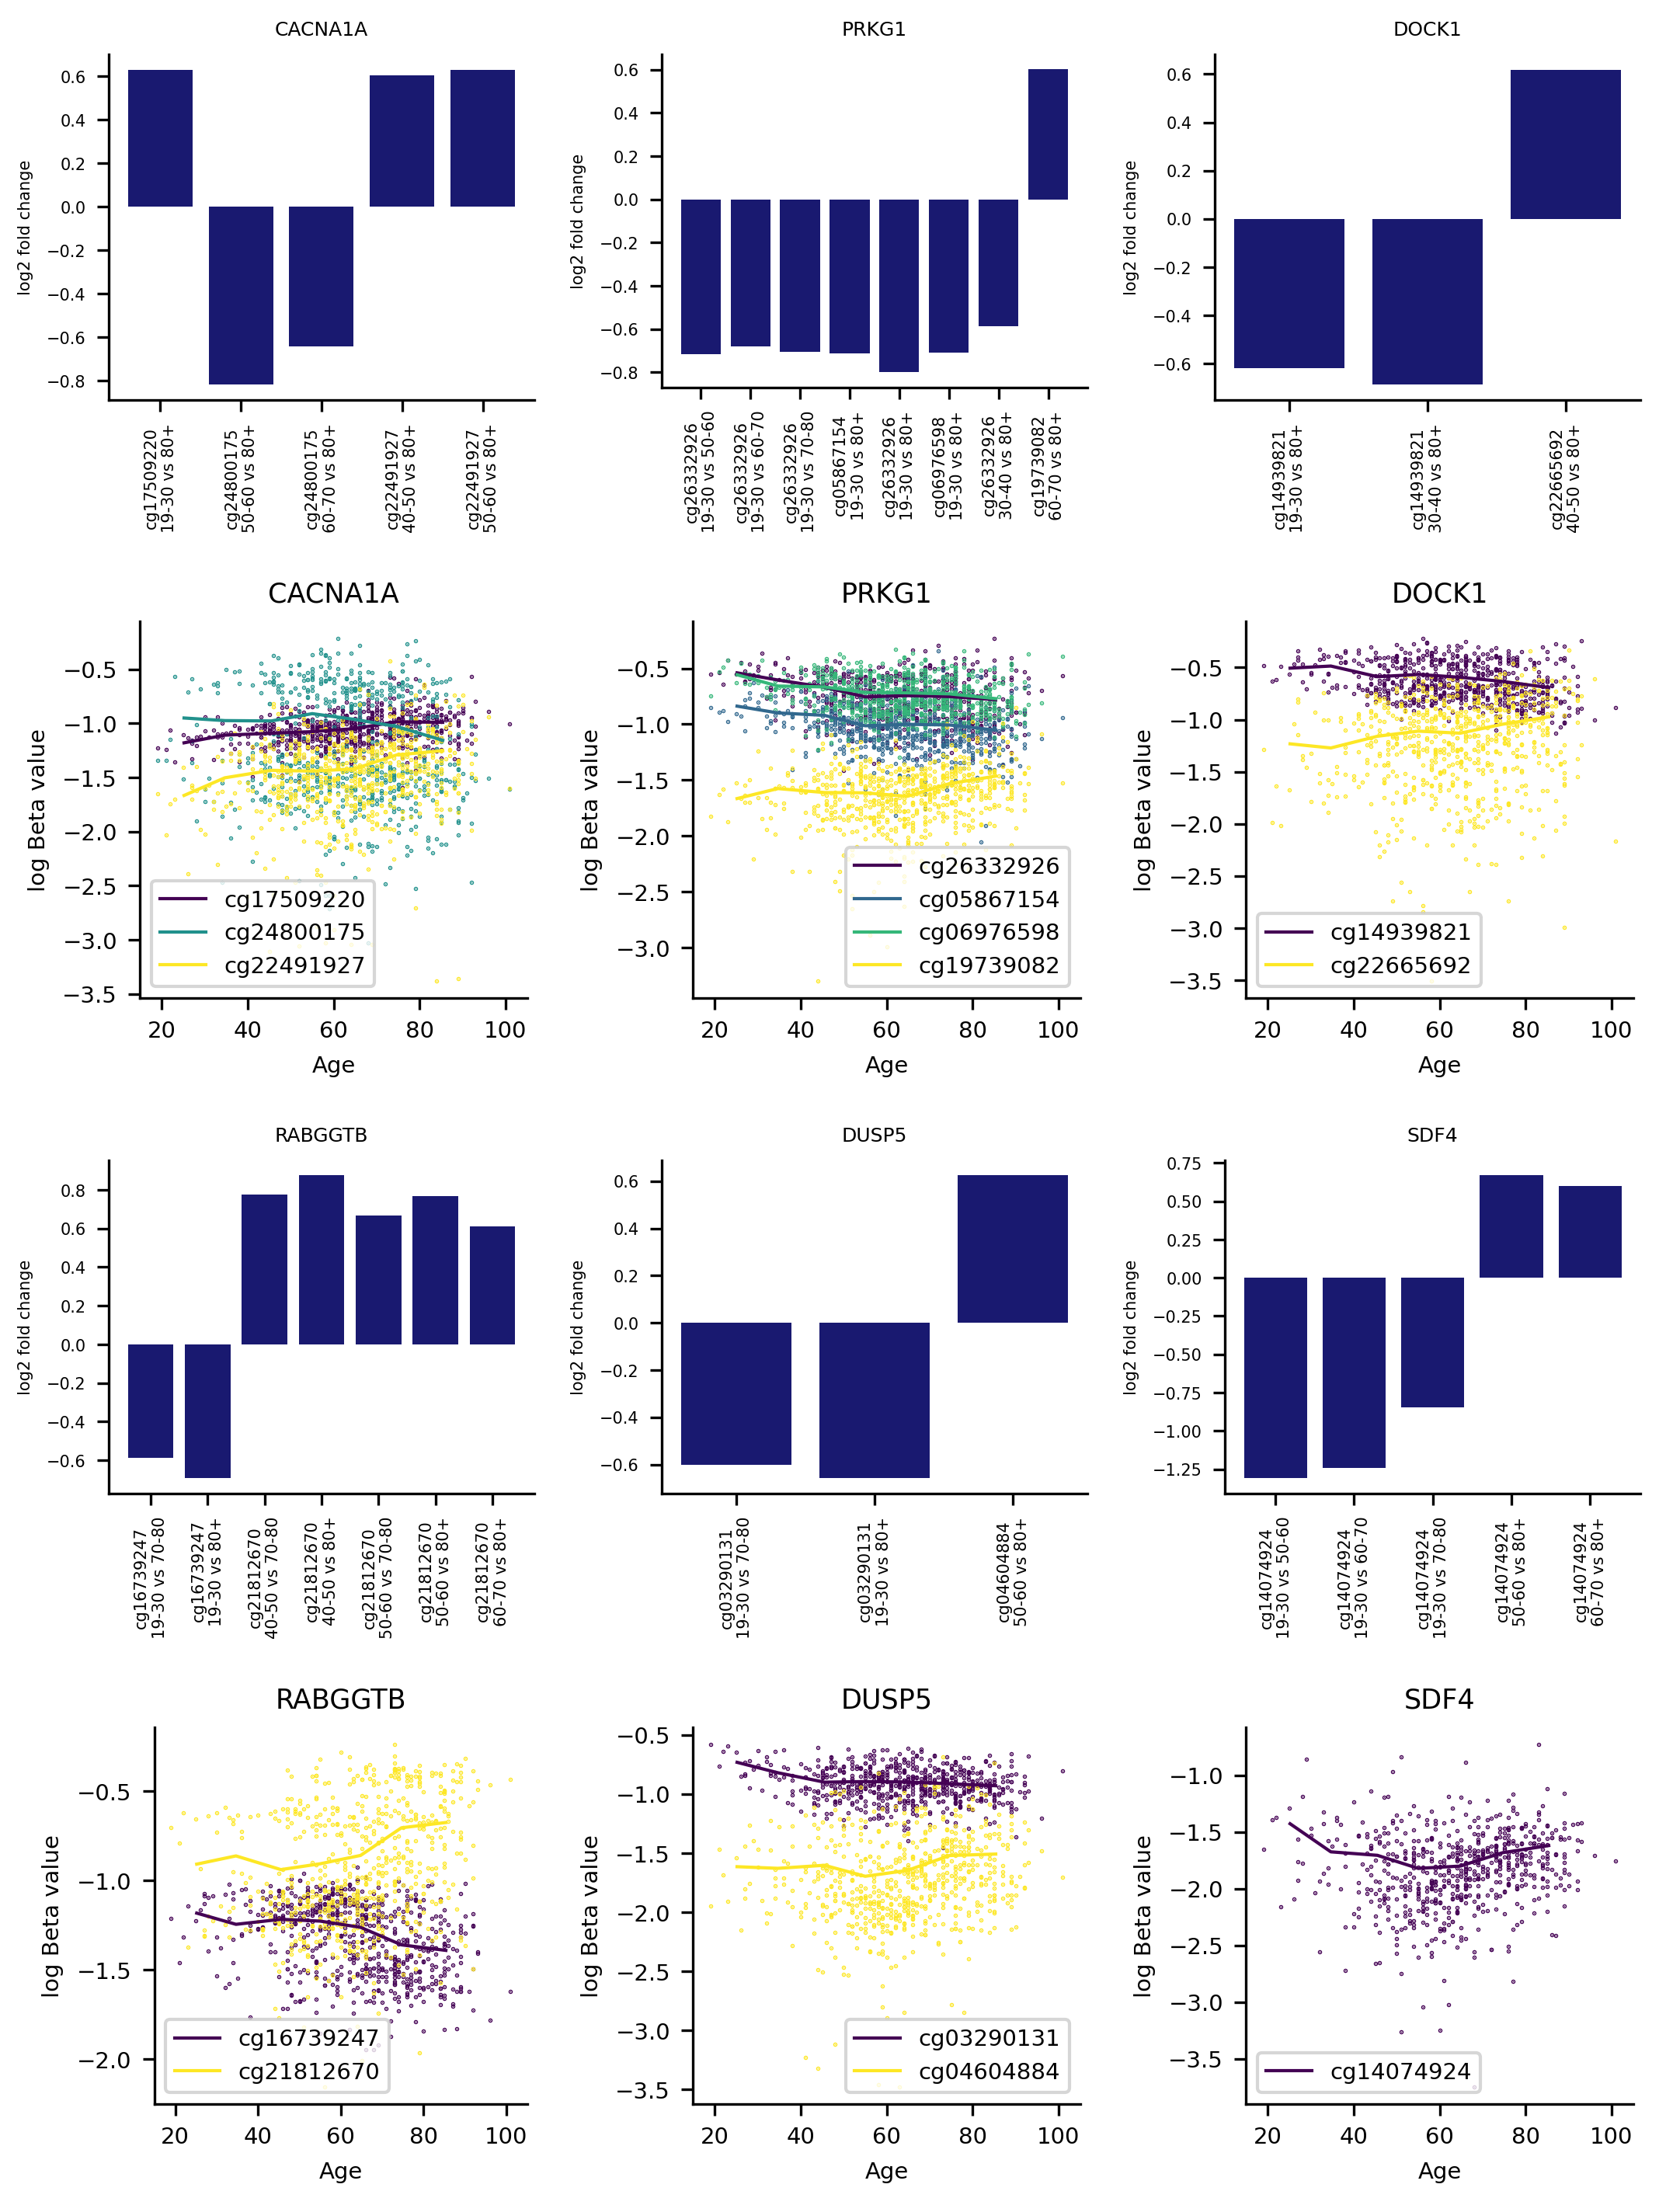 CACNA1A
PRKG1
DOCK1
log2 fold change
0.6
0.4
0.2
0.0
−0.2
−0.4
−0.6
−0.8
cg17509220
19-30 vs 80+
cg24800175
50-60 vs 80+
cg24800175
60-70 vs 80+
cg22491927
40-50 vs 80+
cg22491927
50-60 vs 80+
log2 fold change
0.6
0.4
0.2
0.0
−0.2
−0.4
−0.6
−0.8
cg26332926
19-30 vs 50-60
cg26332926
19-30 vs 60-70
cg26332926
19-30 vs 70-80
cg05867154
19-30 vs 80+
cg26332926
19-30 vs 80+
cg06976598
19-30 vs 80+
cg26332926
30-40 vs 80+
cg19739082
60-70 vs 80+
log2 fold change
0.6
0.4
0.2
0.0
−0.2
−0.4
−0.6
cg14939821
19-30 vs 80+
cg14939821
30-40 vs 80+
cg22665692
40-50 vs 80+
CACNA1A
log Beta value
−0.5
−1.0
−1.5
−2.0
−2.5
−3.0
−3.5
cg17509220
cg24800175
cg22491927
20 40 60 80 100
Age
PRKG1
log Beta value
−0.5
−1.0
−1.5
−2.0
−2.5
−3.0
cg26332926
cg05867154
cg06976598
cg19739082
20 40 60 80 100
Age
DOCK1
log Beta value
−0.5
−1.0
−1.5
−2.0
−2.5
−3.0
−3.5
cg14939821
cg22665692
20 40 60 80 100
Age
RABGGTB
log2 fold change
0.8
0.6
0.4
0.2
0.0
−0.2
−0.4
−0.6
cg16739247
19-30 vs 70-80
cg16739247
19-30 vs 80+
cg21812670
40-50 vs 70-80
cg21812670
40-50 vs 80+
cg21812670
50-60 vs 70-80
cg21812670
50-60 vs 80+
cg21812670
60-70 vs 80+
DUSP5
log2 fold change
0.6
0.4
0.2
0.0
−0.2
−0.4
−0.6
cg03290131
19-30 vs 70-80
cg03290131
19-30 vs 80+
cg04604884
50-60 vs 80+
SDF4
log2 fold change
0.75
0.50
0.25
0.00
−0.25
−0.50
−0.75
−1.00
−1.25
cg14074924
19-30 vs 50-60
cg14074924
19-30 vs 60-70
cg14074924
19-30 vs 70-80
cg14074924
50-60 vs 80+
cg14074924
60-70 vs 80+
RABGGTB
log Beta value
−0.5
−1.0
−1.5
−2.0
cg16739247
cg21812670
20 40 60 80 100
Age
DUSP5
log Beta value
−0.5
−1.0
−1.5
−2.0
−2.5
−3.0
−3.5
cg03290131
cg04604884
20 40 60 80 100
Age
SDF4
log Beta value
−1.0
−1.5
−2.0
−2.5
−3.0
−3.5
cg14074924
20 40 60 80 100
Age